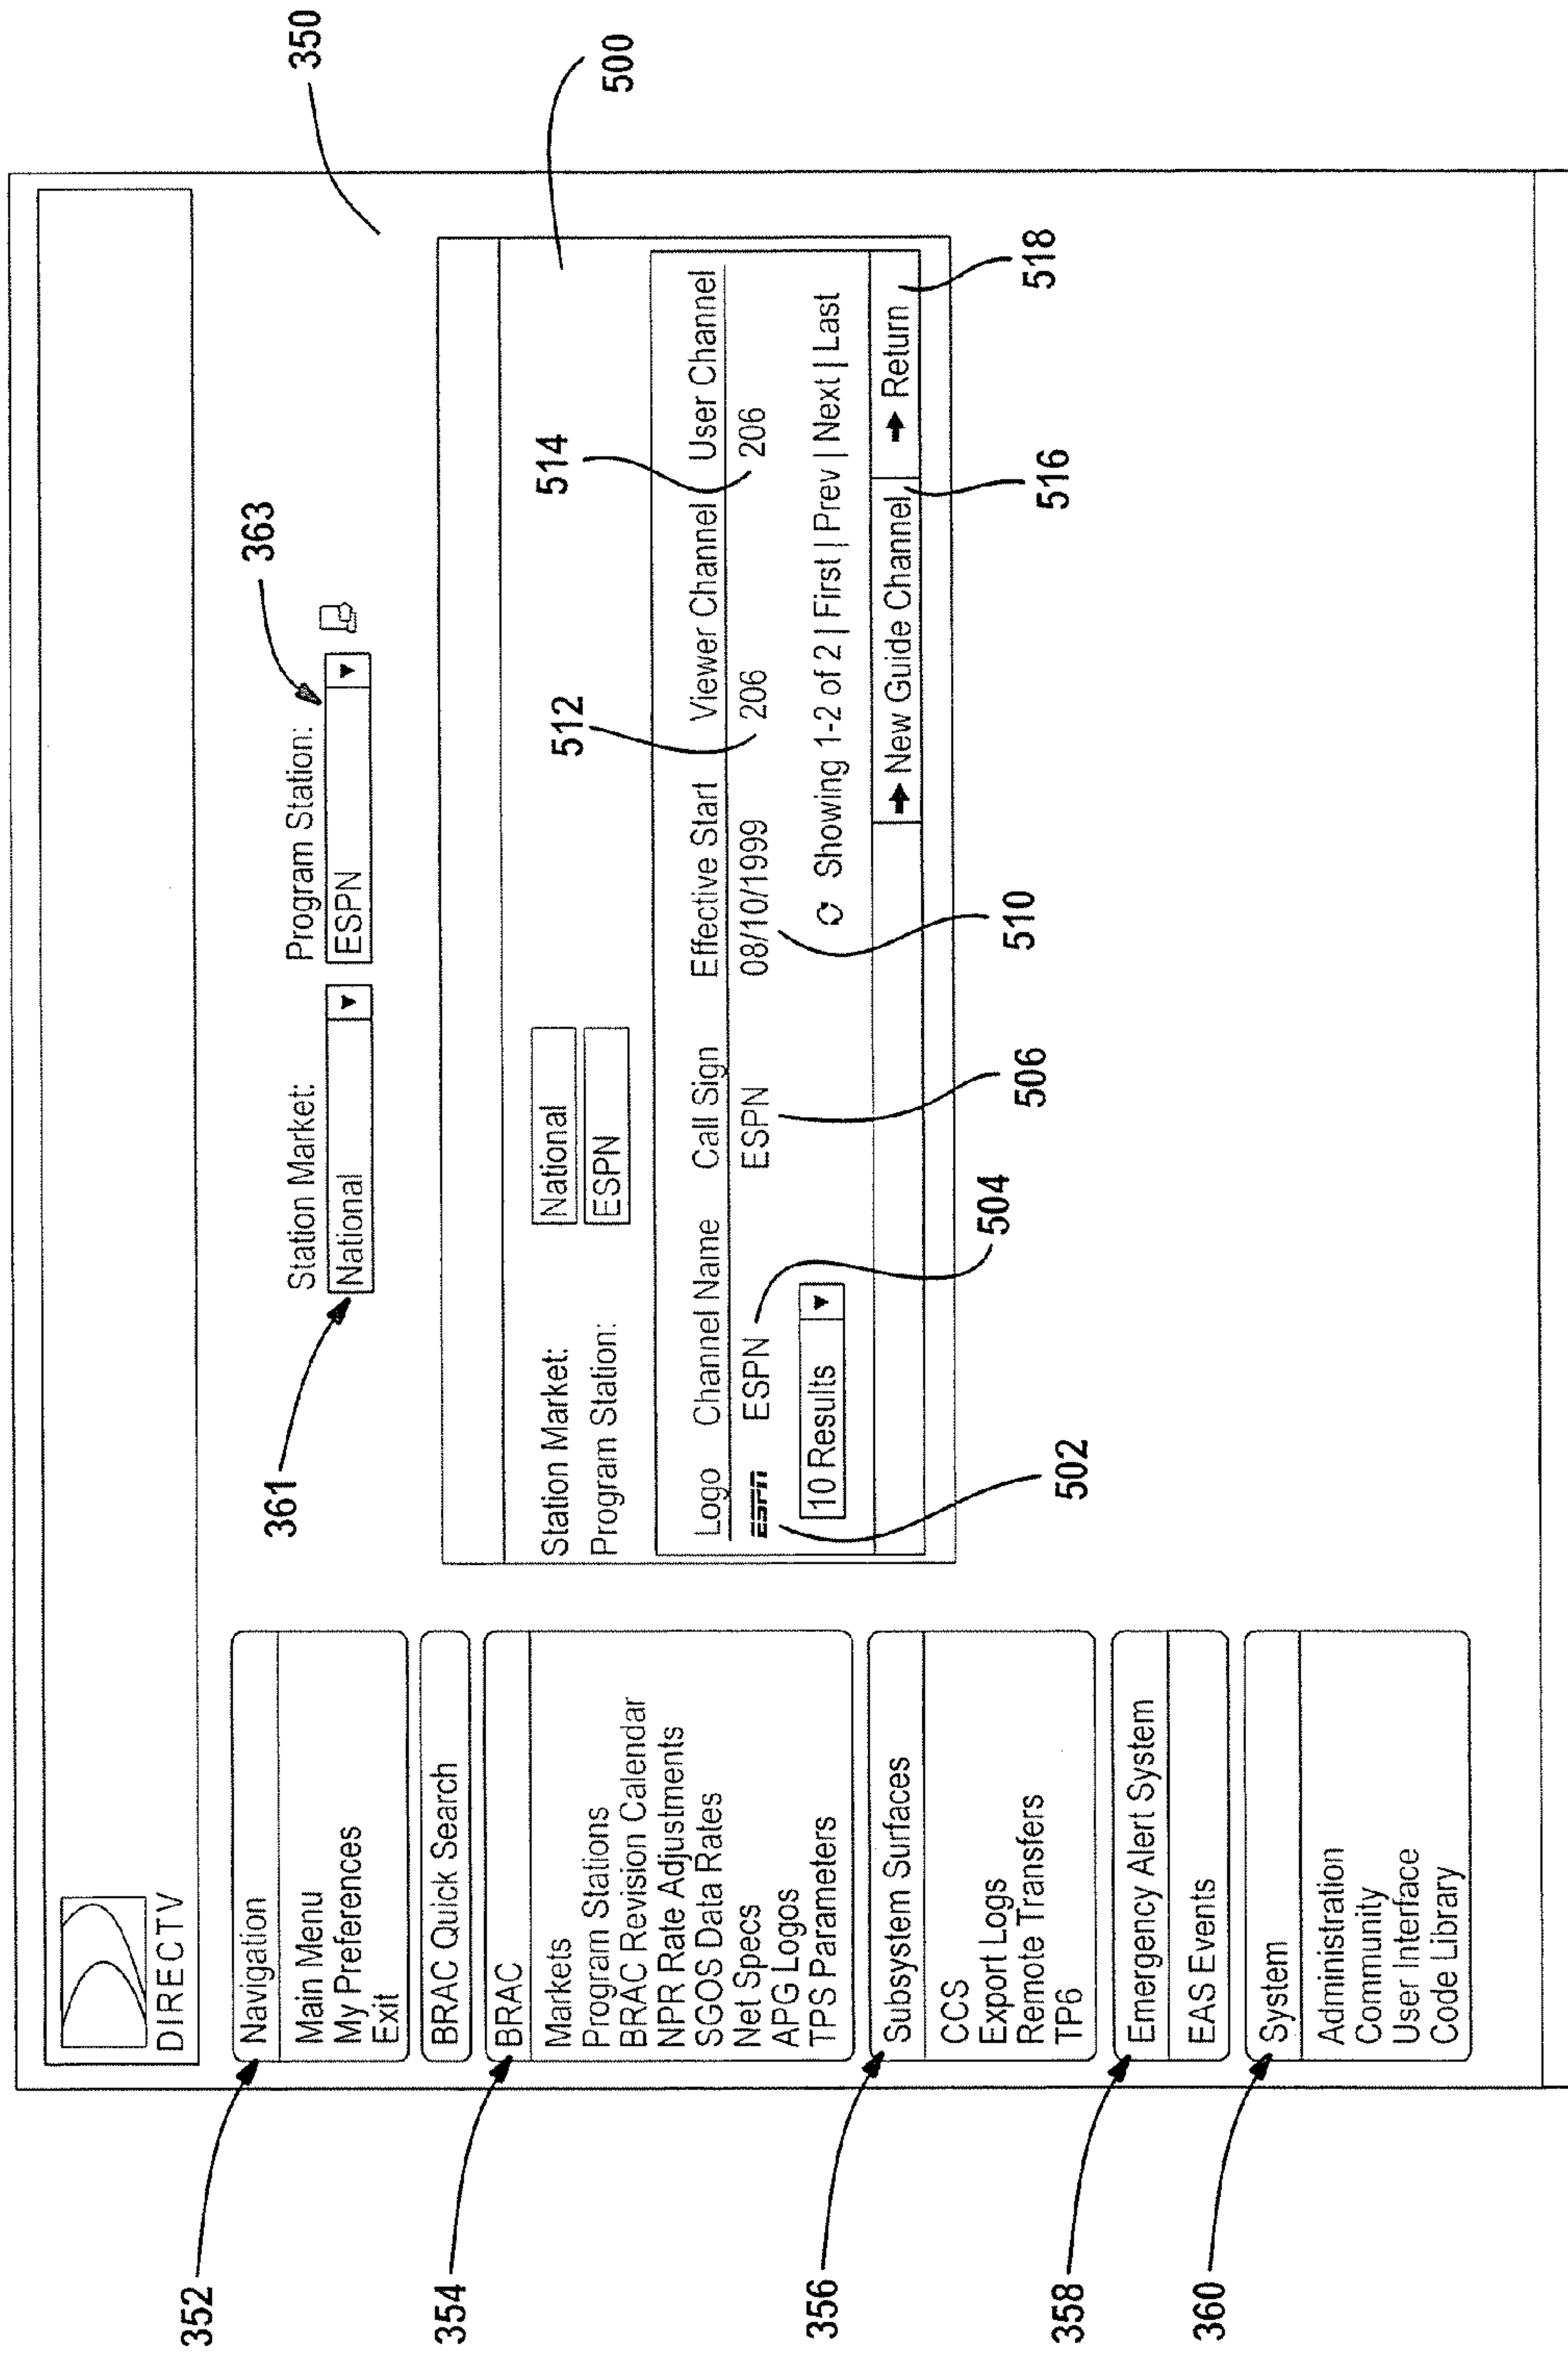 DIRECTV
352
Navigation
Main Menu
My Preferences
Exit
BRAC Quick Search
354
BRAC
Markets
Program Stations
BRAC Revision Calendar
NPR Rate Adjustments
SGOS Data Rates
Net Specs
APG Logos
TPS Parameters
356
Subsystem Surfaces
CCS
Export Logs
Remote Transfers
TP6
358
Emergency Alert System
EAS Events
360
System
Administration
Community
User Interface
Code Library
361
363
350
Station Market: Program Station:
National ESPN
500
Station Market: National
Program Station: ESPN
512 514
Logo Channel Name Call Sign Effective Start Viewer Channel User Channel
ESPN ESPN ESPN 08/10/1999 206 206
10 Results Showing 1-2 of 2 | First | Prev | Next | Last
New Guide Channel Return
502 504 506 510 516 518